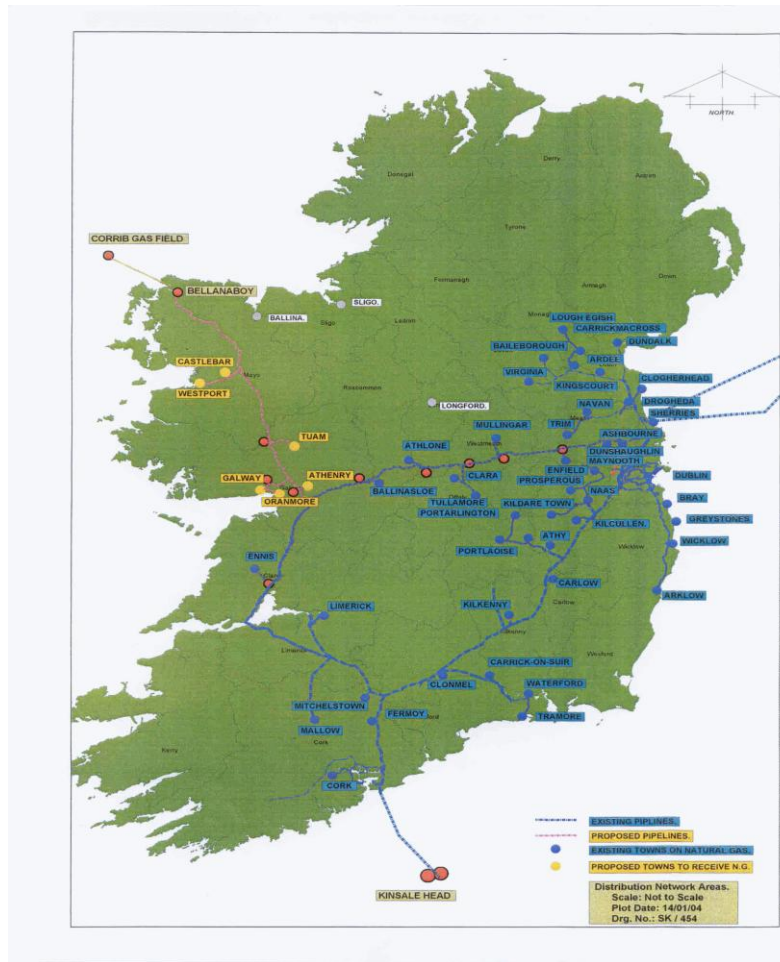 NORTH
Donegal
Derry
Antrim
Tyrone
CORRIB GAS FIELD
Fermanagh
Down
Armagh
BELLANABOY
SLIGO.
BALLINA.
Sligo
Leitrim
LOUGH EGISH
CARRICKMACROSS
DUNDALK
BAILEBOROUGH
ARDEE
CASTLEBAR
Mayo
VIRGINIA
KINGSCOURT
CLOGHERHEAD
WESTPORT
Roscommon
LONGFORD.
NAVAN
DROGHEDA
SHERRIES
MULLINGAR
TRIM
TUAM
ATHLONE
Westmeath
ASHBOURNE
DUNSHAUGHLIN
MAYNOOTH
GALWAY
ATHENRY
CLARA
ENFIELD
DUBLIN
BALLINASLOE
PROSPEROUS
ORANMORE
TULLAMORE
NAAS
PORTARLINGTON
KILDARE TOWN
BRAY.
KILCULLEN.
GREYSTONES
ENNIS
PORTLAOISE
ATHY
Wicklow
WICKLOW
CARLOW
ARKLOW
LIMERICK
KILKENNY
Carlow
Limerick
Wexford
CARRICK-ON-SUIR
CLONMEL
WATERFORD
MITCHELSTOWN
FERMOY
TRAMORE
MALLOW
Cork
Kerry
CORK
EXISTING PIPLINES.
PROPOSED PIPELINES.
EXISTING TOWNS ON NATURAL GAS.
PROPOSED TOWNS TO RECEIVE N.G.
KINSALE HEAD
Distribution Network Areas.
Scale: Not to Scale
Plot Date: 14/01/04
Drg. No.: SK / 454